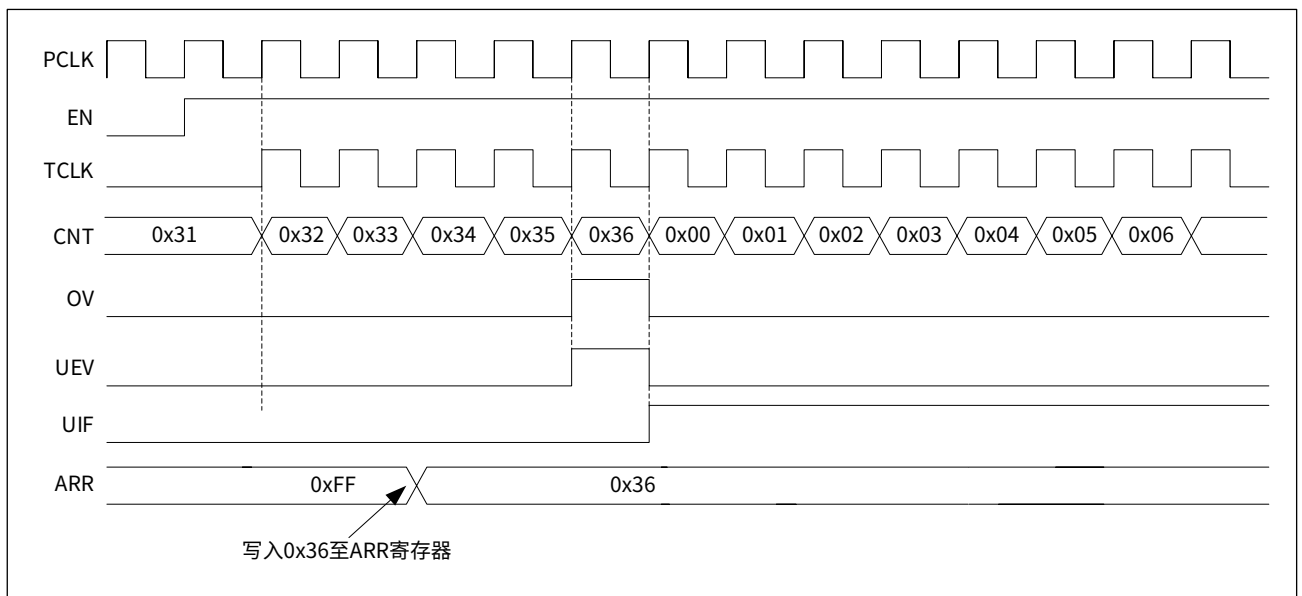 PCLK
EN
TCLK
CNT 0x31 0x32 0x33 0x34 0x35 0x36 0x00 0x01 0x02 0x03 0x04 0x05 0x06
OV
UEV
UIF
ARR 0xFF 0x36
写入0x36至ARR寄存器